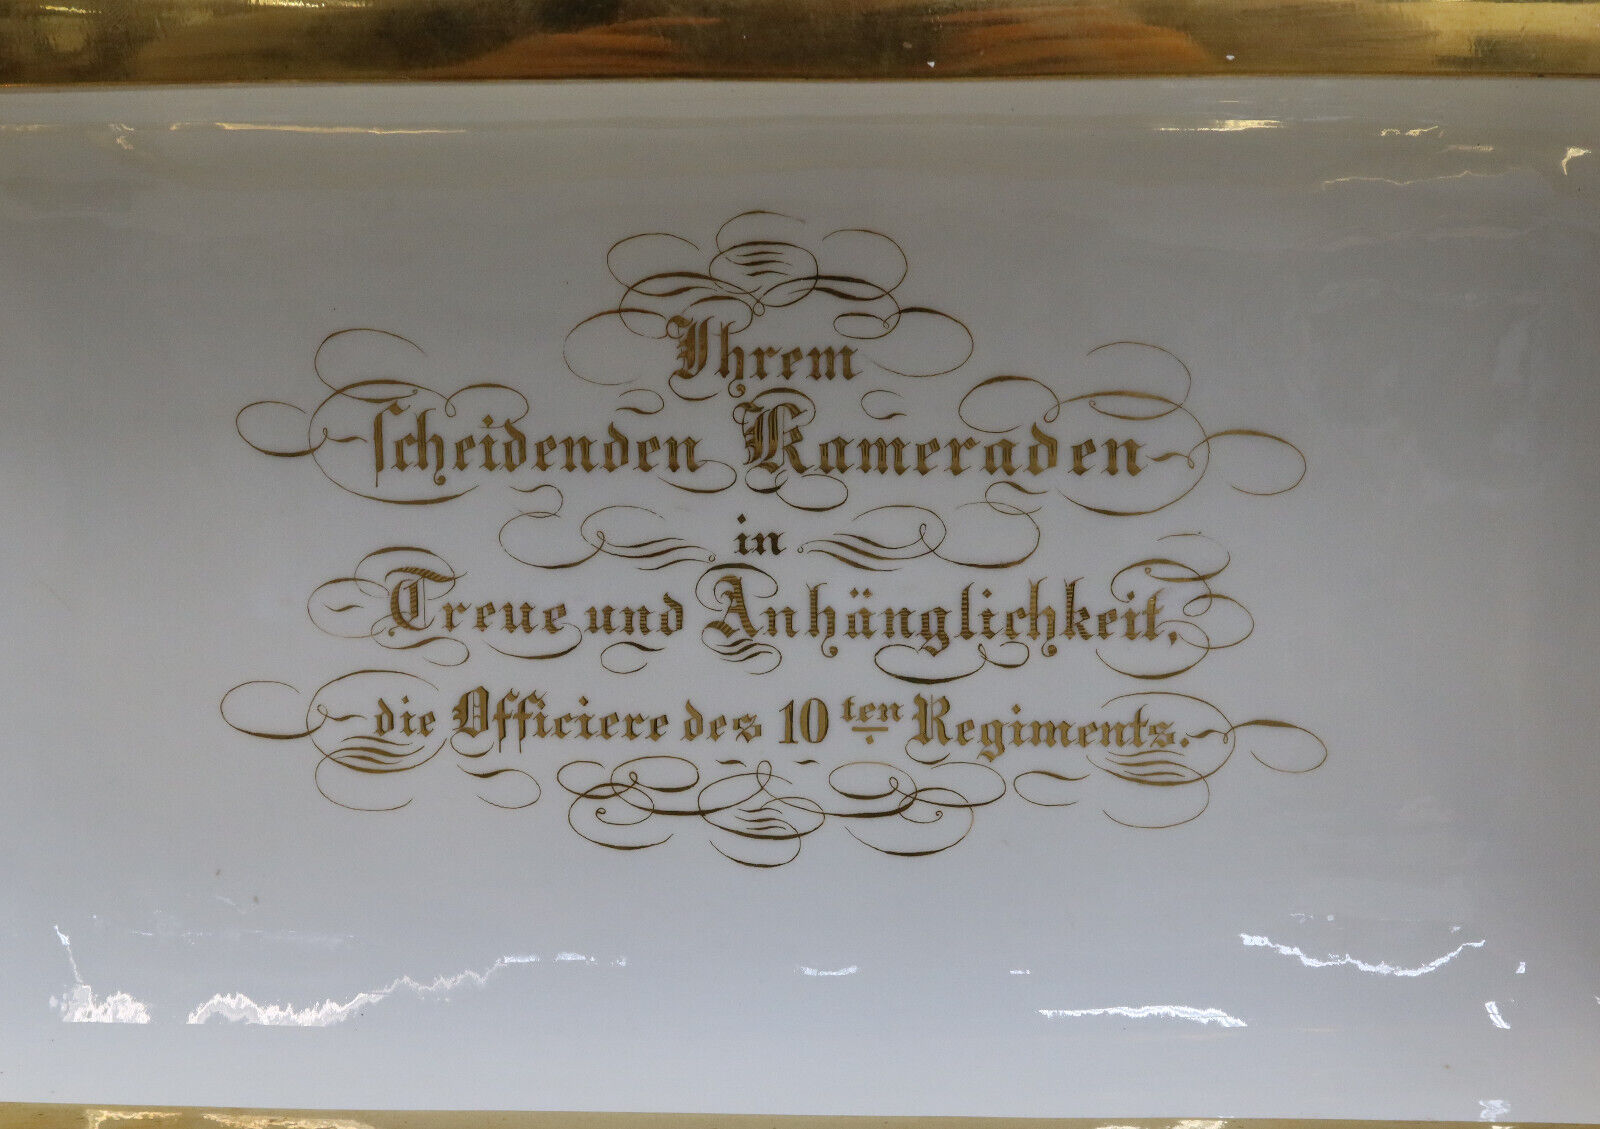 Ihrem
scheidenden Kameraden
in
Treue und Anhänglichkeit,
die Officiere des 10ten Regiments.